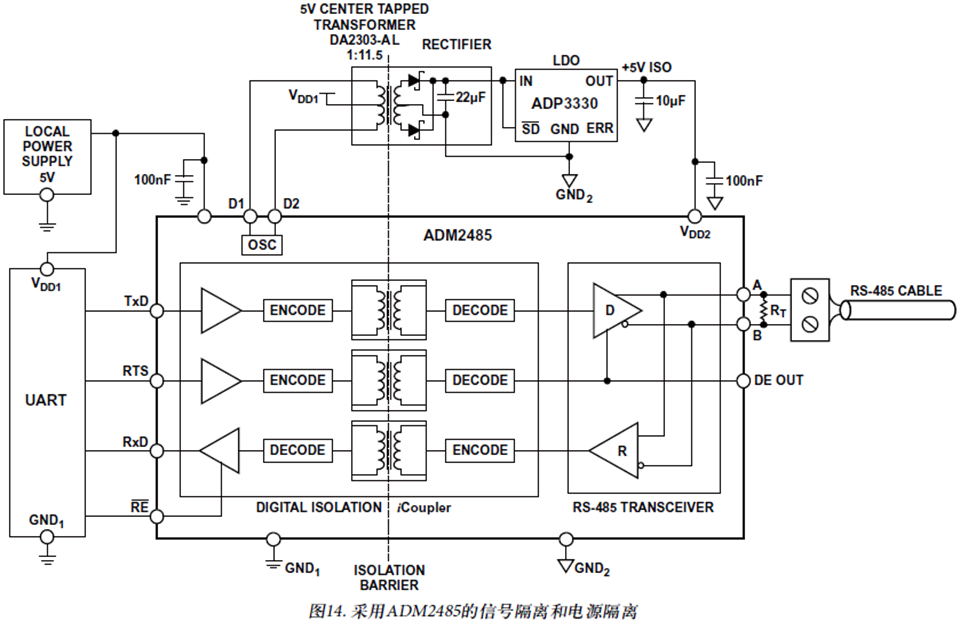 5V CENTER TAPPED
TRANSFORMER
DA2303-AL
1:11.5
RECTIFIER
LDO
+5V ISO
IN
OUT
ADP3330
SD
GND
ERR
VDD1
22µF
10µF
GND2
LOCAL
POWER
SUPPLY
5V
100nF
100nF
D1
D2
OSC
ADM2485
VDD2
VDD1
UART
TxD
RTS
RxD
RE
GND1
ENCODE
DECODE
ENCODE
DECODE
DECODE
ENCODE
D
R
A
B
RT
RS-485 CABLE
DE OUT
DIGITAL ISOLATION iCoupler
RS-485 TRANSCEIVER
GND1
GND2
ISOLATION
BARRIER
图14. 采用ADM2485的信号隔离和电源隔离